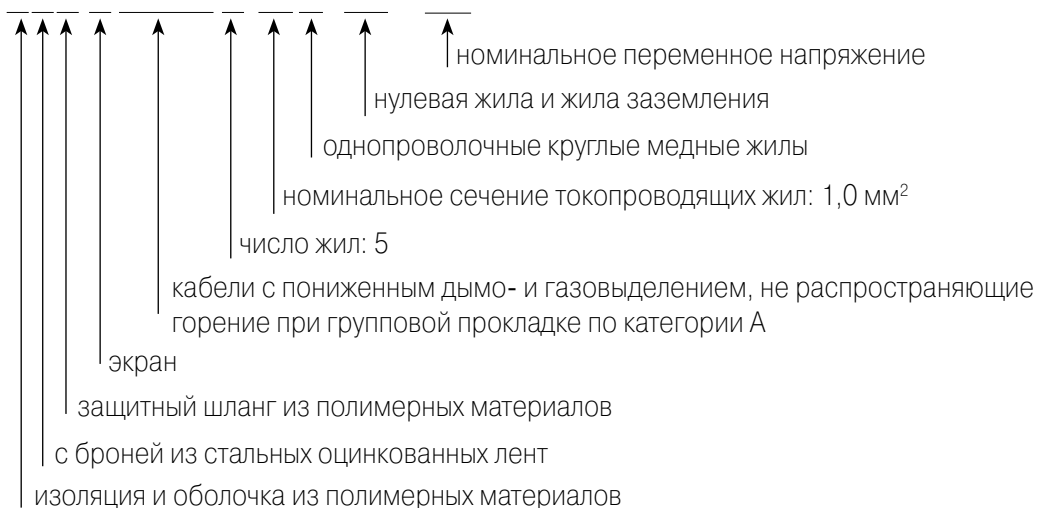 номинальное переменное напряжение
нулевая жила и жила заземления
однопроволочные круглые медные жилы
номинальное сечение токопроводящих жил: 1,0 мм²
число жил: 5
кабели с пониженным дымо- и газовыделением, не распространяющие
горение при групповой прокладке по категории А
экран
защитный шланг из полимерных материалов
с броней из стальных оцинкованных лент
изоляция и оболочка из полимерных материалов